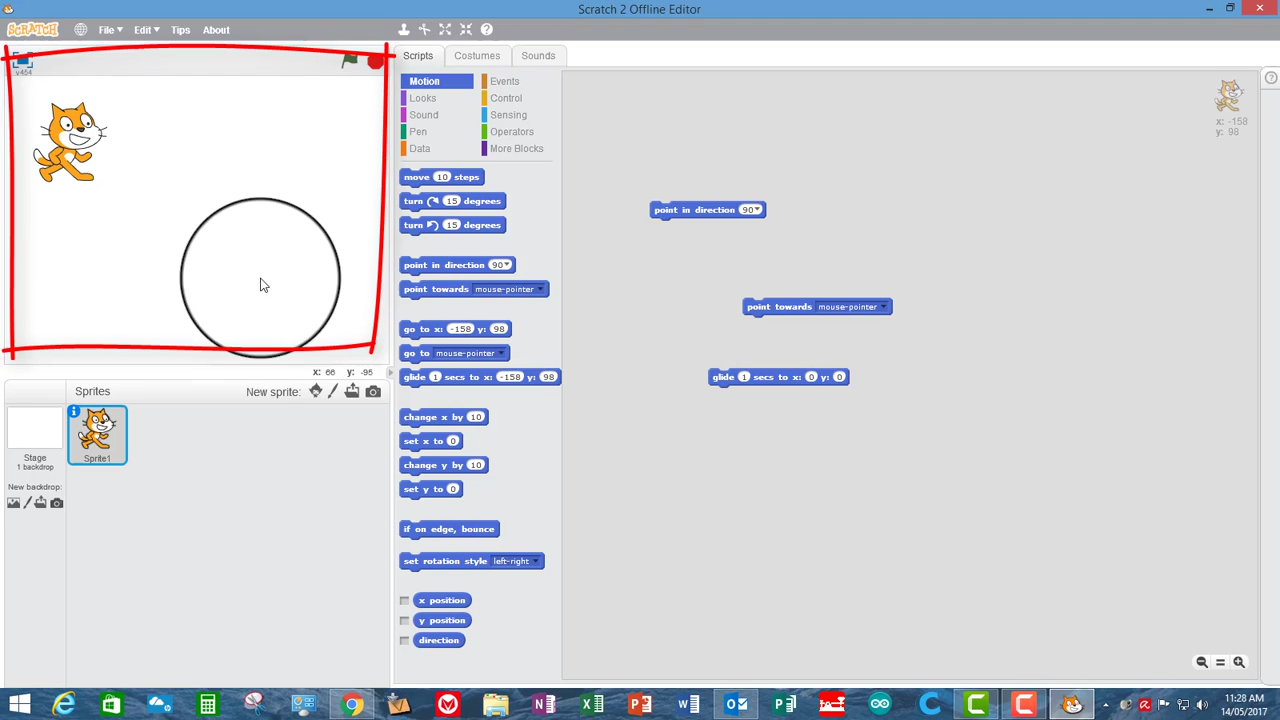 Scratch 2 Offline Editor
SCRATCH File Edit Tips About
v454
Scripts Costumes Sounds
Motion Events
Looks Control
Sound Sensing
Pen Operators
Data More Blocks
move 10 steps
turn 15 degrees
turn 15 degrees
point in direction 90
point towards mouse-pointer
go to x: -158 y: 98
go to mouse-pointer
glide 1 secs to x: -158 y: 98
change x by 10
set x to 0
change y by 10
set y to 0
if on edge, bounce
set rotation style left-right
x position
y position
direction
point in direction 90
point towards mouse-pointer
glide 1 secs to x: 0 y: 0
x: -158
y: 98
x: 66 y: -95
Sprites New sprite:
Stage
1 backdrop
New backdrop:
Sprite1
11:28 AM
14/05/2017